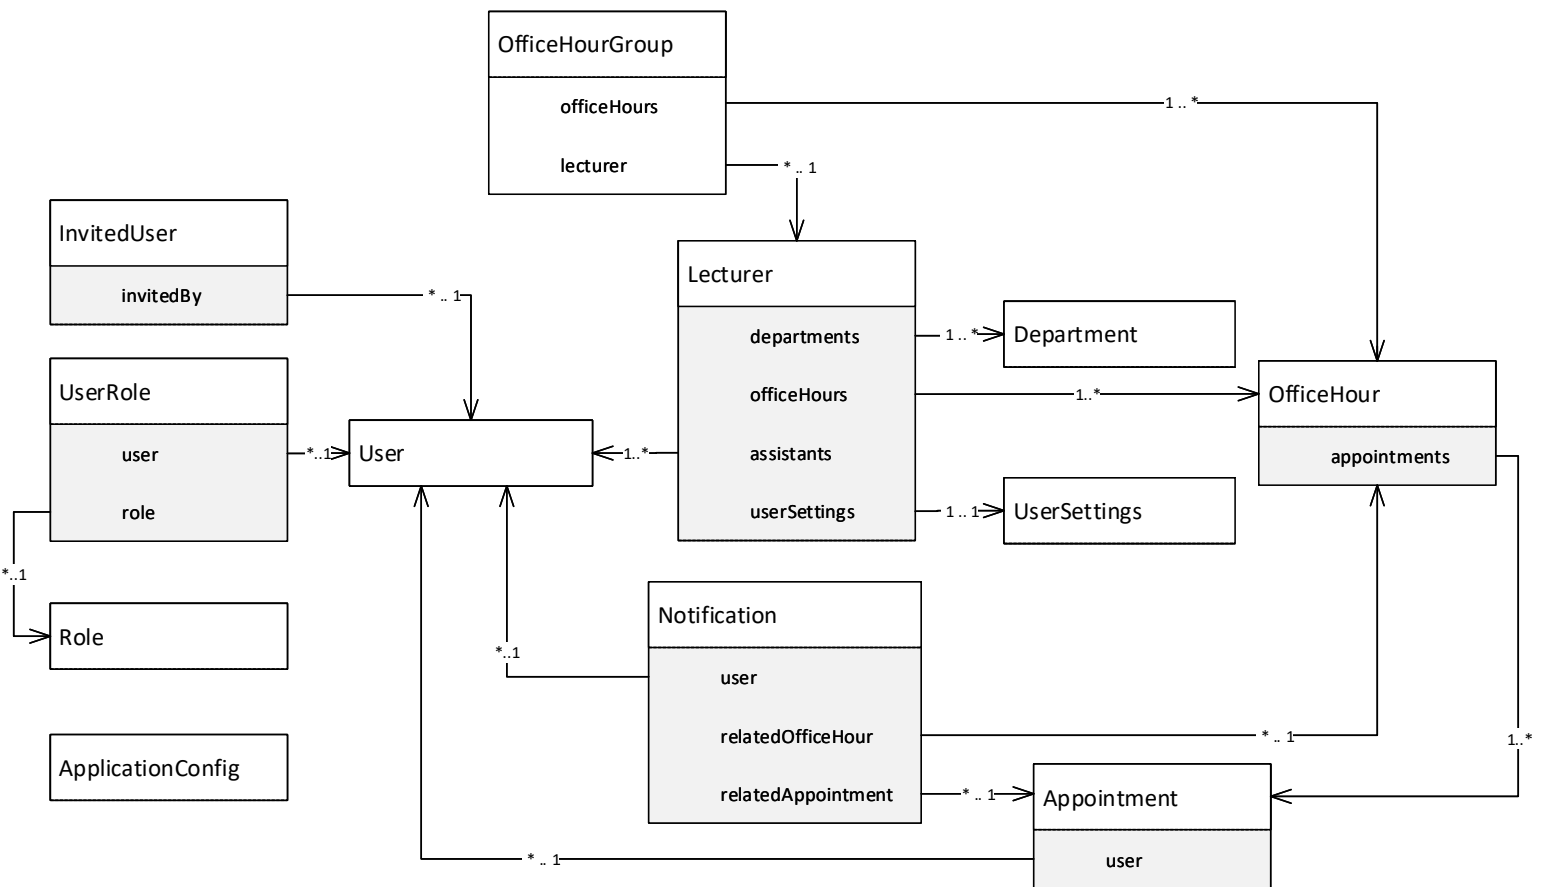 OfficeHourGroup
officeHours
1 .. *
lecturer
* .. 1
InvitedUser
invitedBy
* .. 1
Lecturer
departments
1 .. *
Department
officeHours
1..*
OfficeHour
appointments
UserRole
user
*..1
User
1..*
assistants
role
userSettings
1 .. 1
UserSettings
*..1
Role
Notification
user
*..1
relatedOfficeHour
* .. 1
1..*
relatedAppointment
* .. 1
Appointment
user
* .. 1
ApplicationConfig